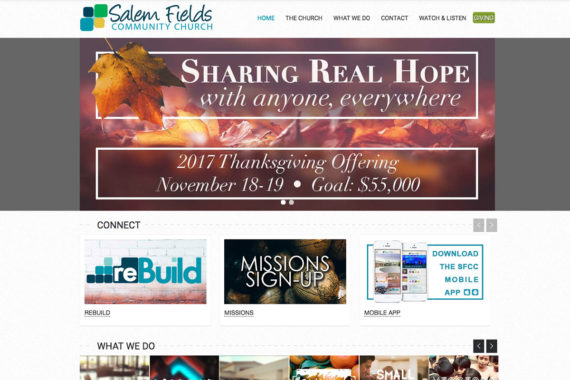 Salem Fields
COMMUNITY CHURCH
HOME THE CHURCH WHAT WE DO CONTACT WATCH & LISTEN GIVING
SHARING REAL HOPE
with anyone, everywhere
2017 Thanksgiving Offering
November 18-19 • Goal: $55,000
CONNECT
reBuild
MISSIONS
SIGN-UP
DOWNLOAD
THE SFCC
MOBILE
APP
REBUILD
MISSIONS
MOBILE APP
WHAT WE DO
SMALL